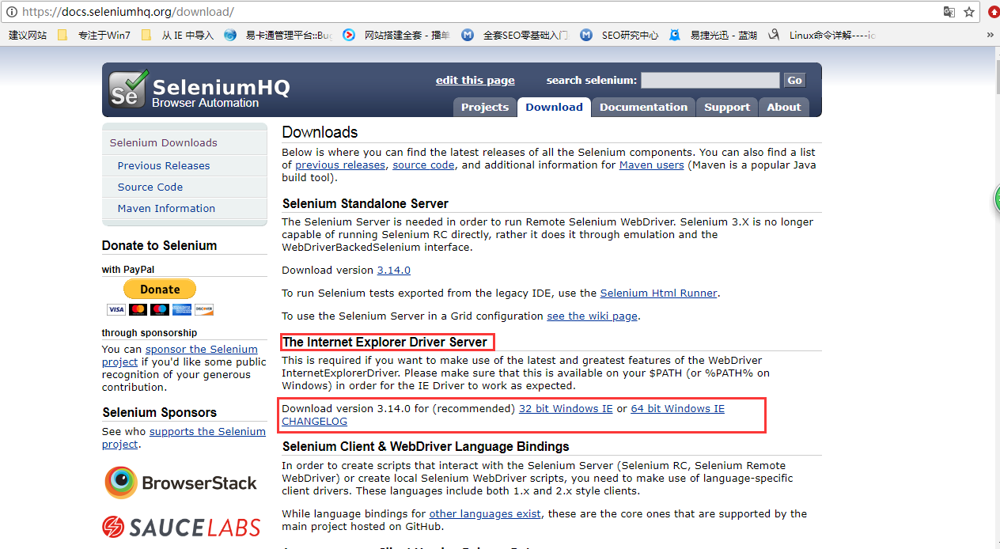 https://docs.seleniumhq.org/download/
建议网站 专注于Win7 从 IE 中导入 易卡通管理平台::Bug 网站搭建全套 - 播单 全套SEO零基础入门 SEO研究中心 易捷光迅 - 蓝湖 Linux命令详解----ic »
Se SeleniumHQ
Browser Automation
edit this page search selenium: Go
Projects Download Documentation Support About
Selenium Downloads
Previous Releases
Source Code
Maven Information
Donate to Selenium
with PayPal
Donate
VISA DISCOVER
through sponsorship
You can sponsor the Selenium
project if you'd like some public
recognition of your generous
contribution.
Selenium Sponsors
See who supports the Selenium
project.
BrowserStack
SAUCELABS
Downloads
Below is where you can find the latest releases of all the Selenium components. You can also find a list
of previous releases, source code, and additional information for Maven users (Maven is a popular Java
build tool).
Selenium Standalone Server
The Selenium Server is needed in order to run Remote Selenium WebDriver. Selenium 3.X is no longer
capable of running Selenium RC directly, rather it does it through emulation and the
WebDriverBackedSelenium interface.
Download version 3.14.0
To run Selenium tests exported from the legacy IDE, use the Selenium Html Runner.
To use the Selenium Server in a Grid configuration see the wiki page.
The Internet Explorer Driver Server
This is required if you want to make use of the latest and greatest features of the WebDriver
InternetExplorerDriver. Please make sure that this is available on your $PATH (or %PATH% on
Windows) in order for the IE Driver to work as expected.
Download version 3.14.0 for (recommended) 32 bit Windows IE or 64 bit Windows IE
CHANGELOG
Selenium Client & WebDriver Language Bindings
In order to create scripts that interact with the Selenium Server (Selenium RC, Selenium Remote
WebDriver) or create local Selenium WebDriver scripts, you need to make use of language-specific
client drivers. These languages include both 1.x and 2.x style clients.
While language bindings for other languages exist, these are the core ones that are supported by the
main project hosted on GitHub.